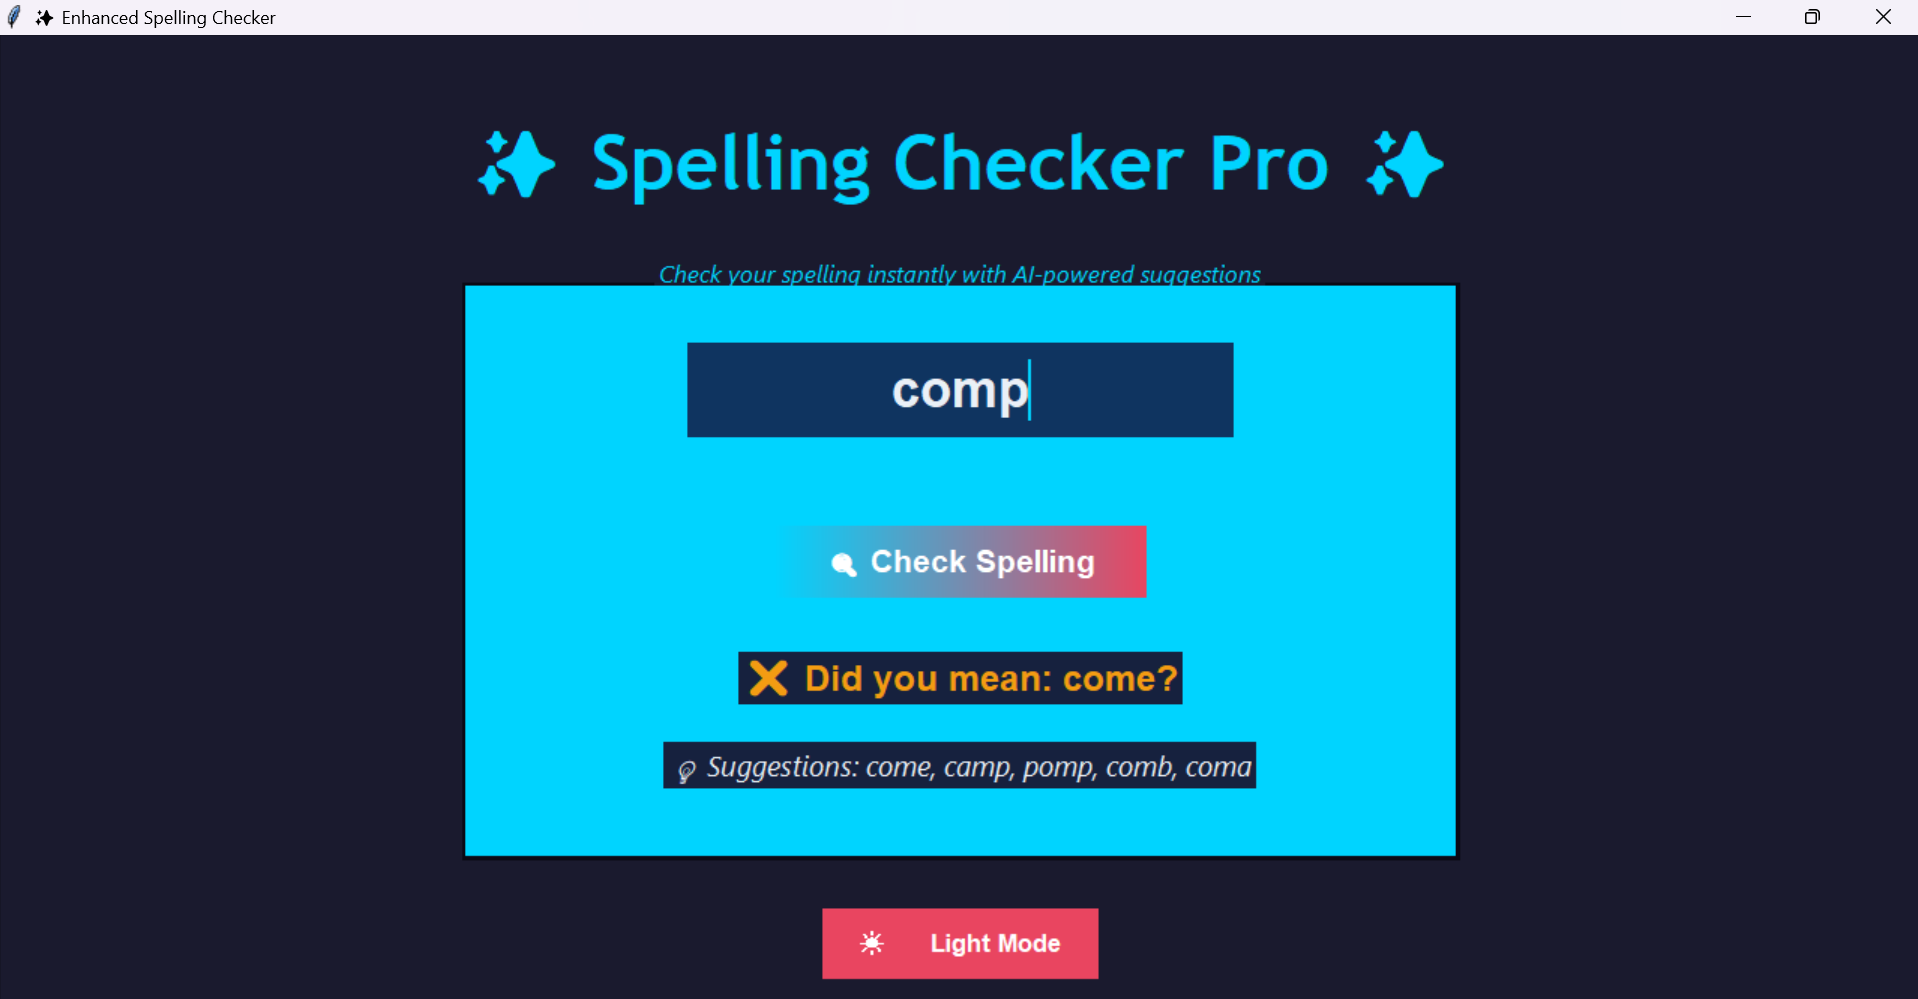 ✨ Enhanced Spelling Checker
✨ Spelling Checker Pro ✨
Check your spelling instantly with AI-powered suggestions
comp
🔍 Check Spelling
❌ Did you mean: come?
💡 Suggestions: come, camp, pomp, comb, coma
☀ Light Mode